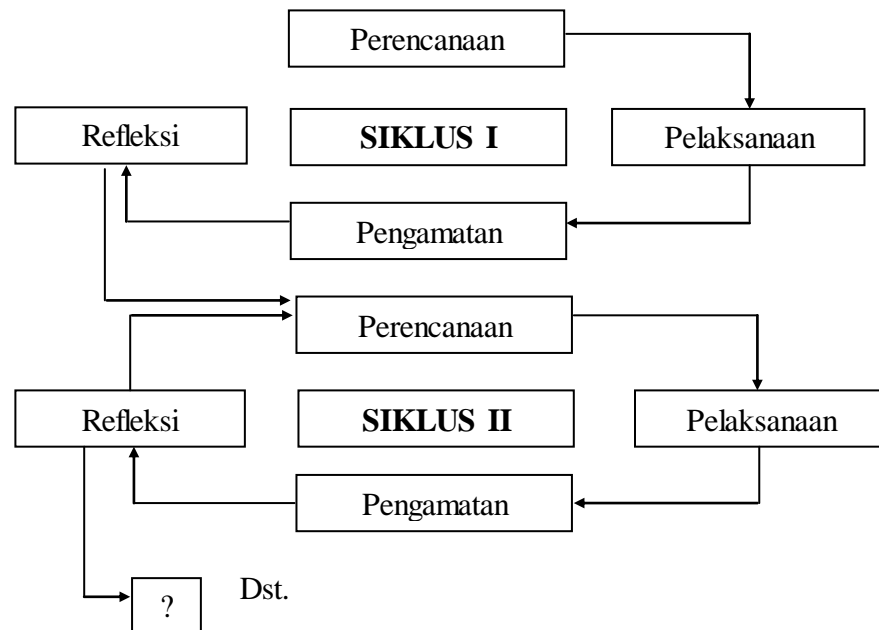 Perencanaan
Refleksi
SIKLUS I
Pelaksanaan
Pengamatan
Perencanaan
Refleksi
SIKLUS II
Pelaksanaan
Pengamatan
?
Dst.